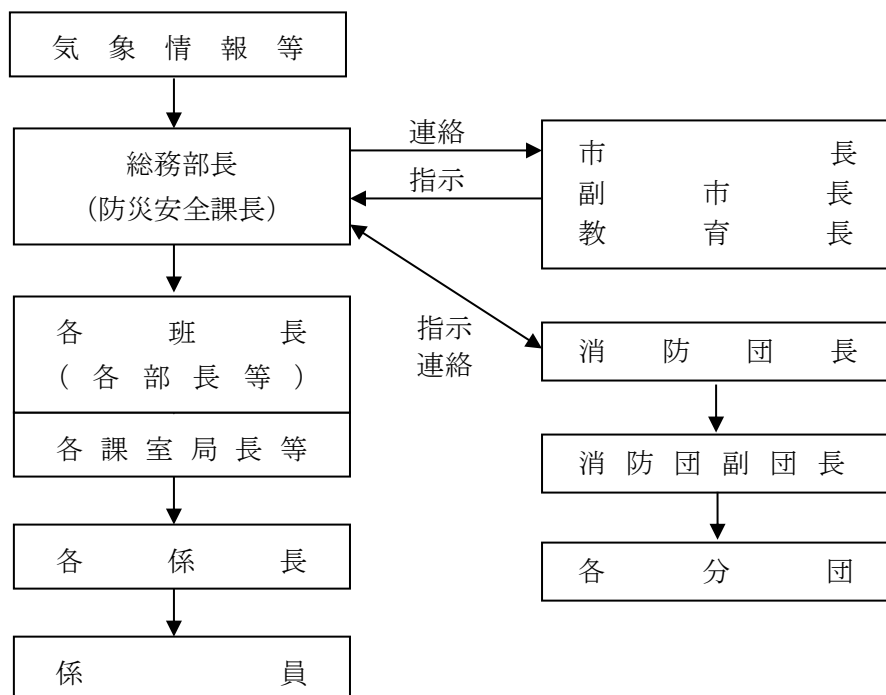 気象情報等
総務部長
（防災安全課長）
連絡
指示
市長
副市長
教育長
各班長
（各部長等）
各課室局長等
指示
連絡
消防団長
消防団副団長
各分団
各係長
係員